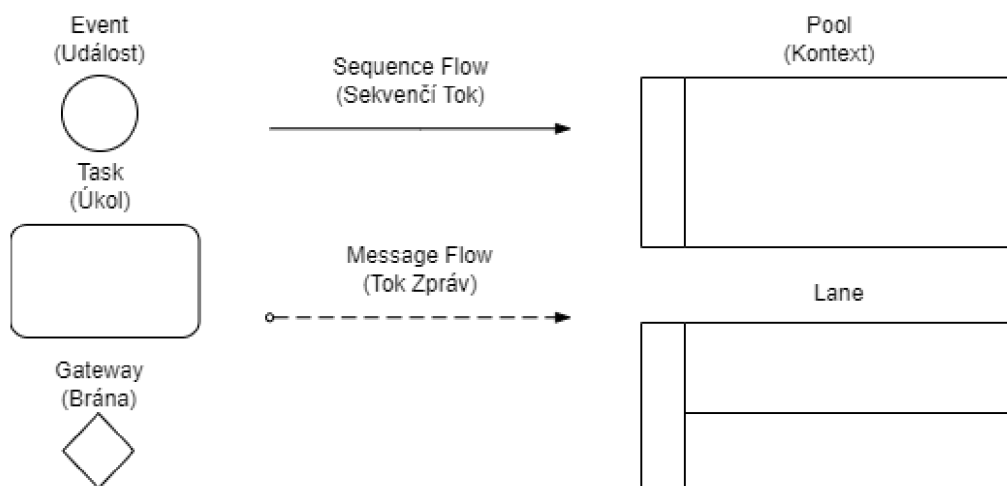 Event
(Událost)
Task
(Úkol)
Gateway
(Brána)
Sequence Flow
(Sekvenčí Tok)
Message Flow
(Tok Zpráv)
Pool
(Kontext)
Lane